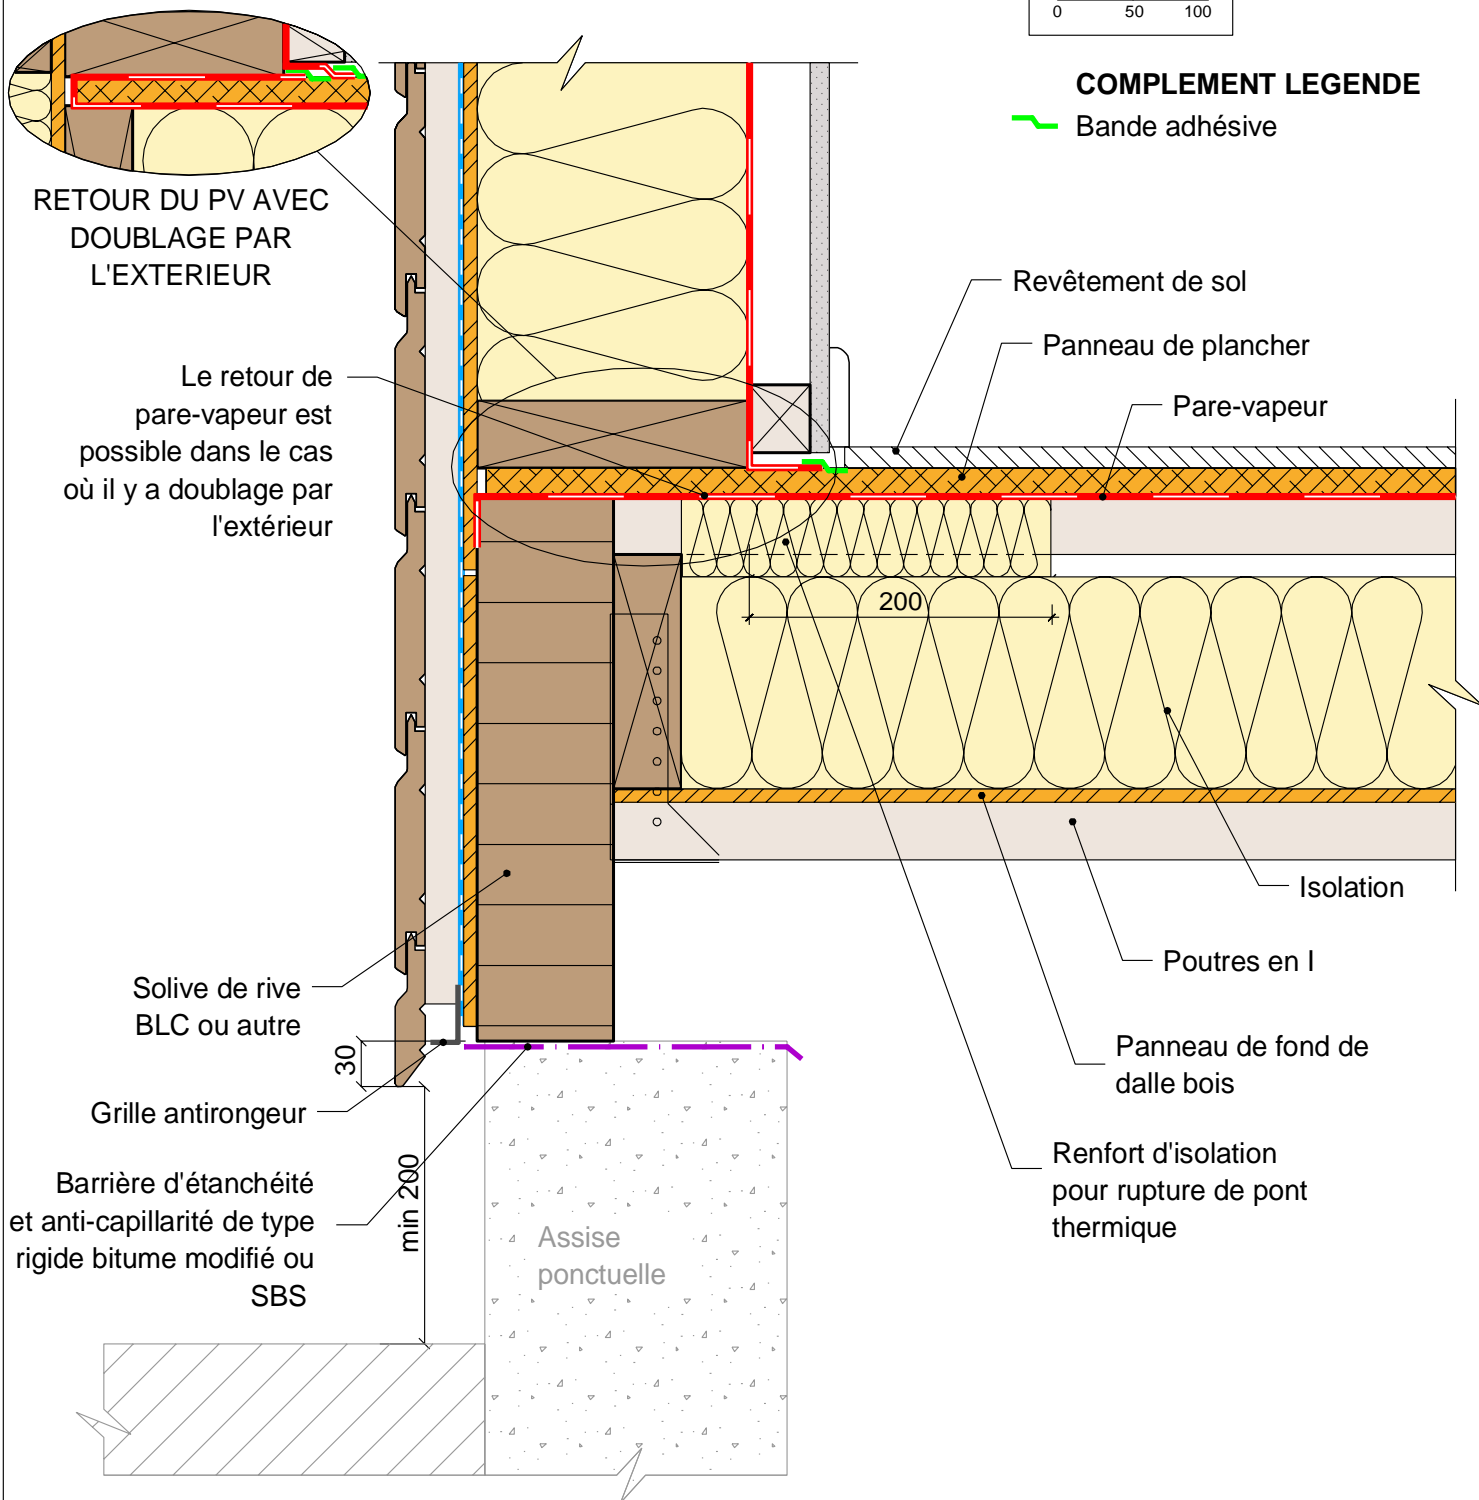 0 50 100
COMPLEMENT LEGENDE
Bande adhésive
RETOUR DU PV AVEC
DOUBLAGE PAR
L'EXTERIEUR
Revêtement de sol
Panneau de plancher
Pare-vapeur
Le retour de
pare-vapeur est
possible dans le cas
où il y a doublage par
l'extérieur
200
Isolation
Poutres en I
Solive de rive
BLC ou autre
30
Panneau de fond de
dalle bois
Grille antirongeur
Renfort d'isolation
pour rupture de pont
thermique
Barrière d'étanchéité
et anti-capillarité de type
rigide bitume modifié ou
SBS
min 200
Assise
ponctuelle